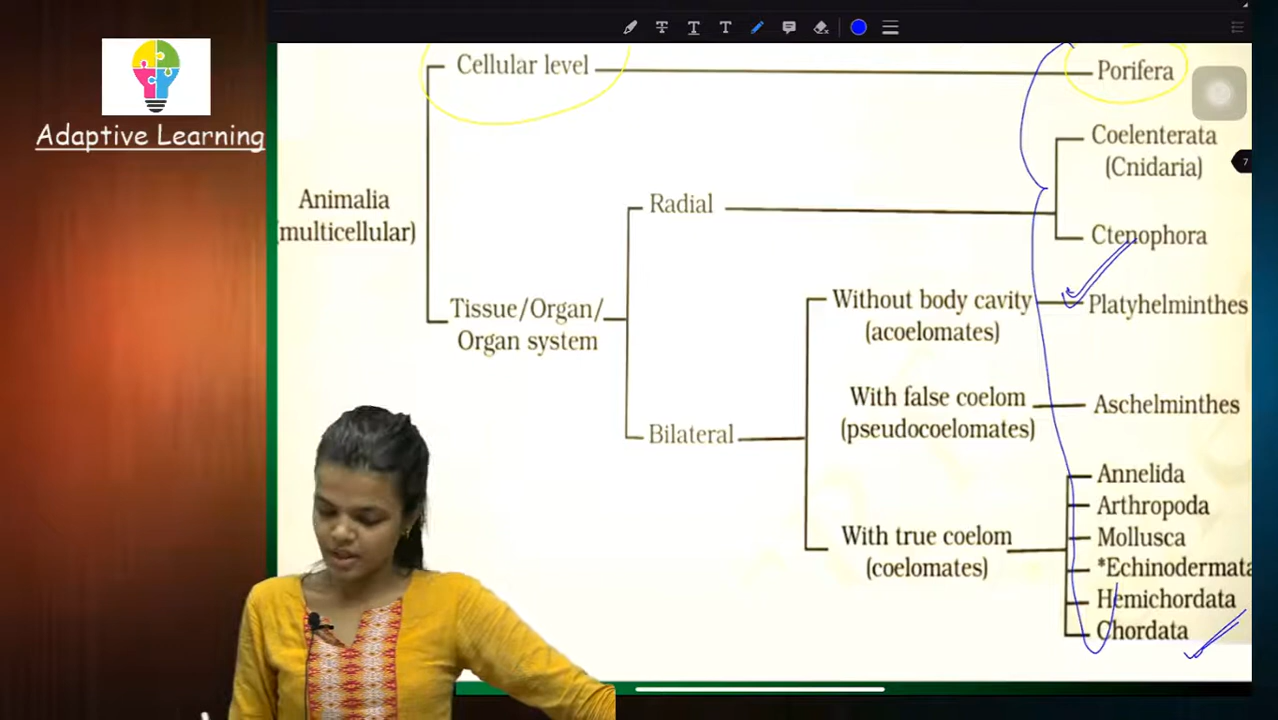 Adaptive Learning
Cellular level
Porifera
Coelenterata
(Cnidaria)
7
Animalia
(multicellular)
Radial
Ctenophora
Tissue/Organ/
Organ system
Without body cavity
(acoelomates)
Platyhelminthes
With false coelom
(pseudocoelomates)
Aschelminthes
Bilateral
Annelida
Arthropoda
With true coelom
(coelomates)
Mollusca
*Echinodermata
Hemichordata
Chordata